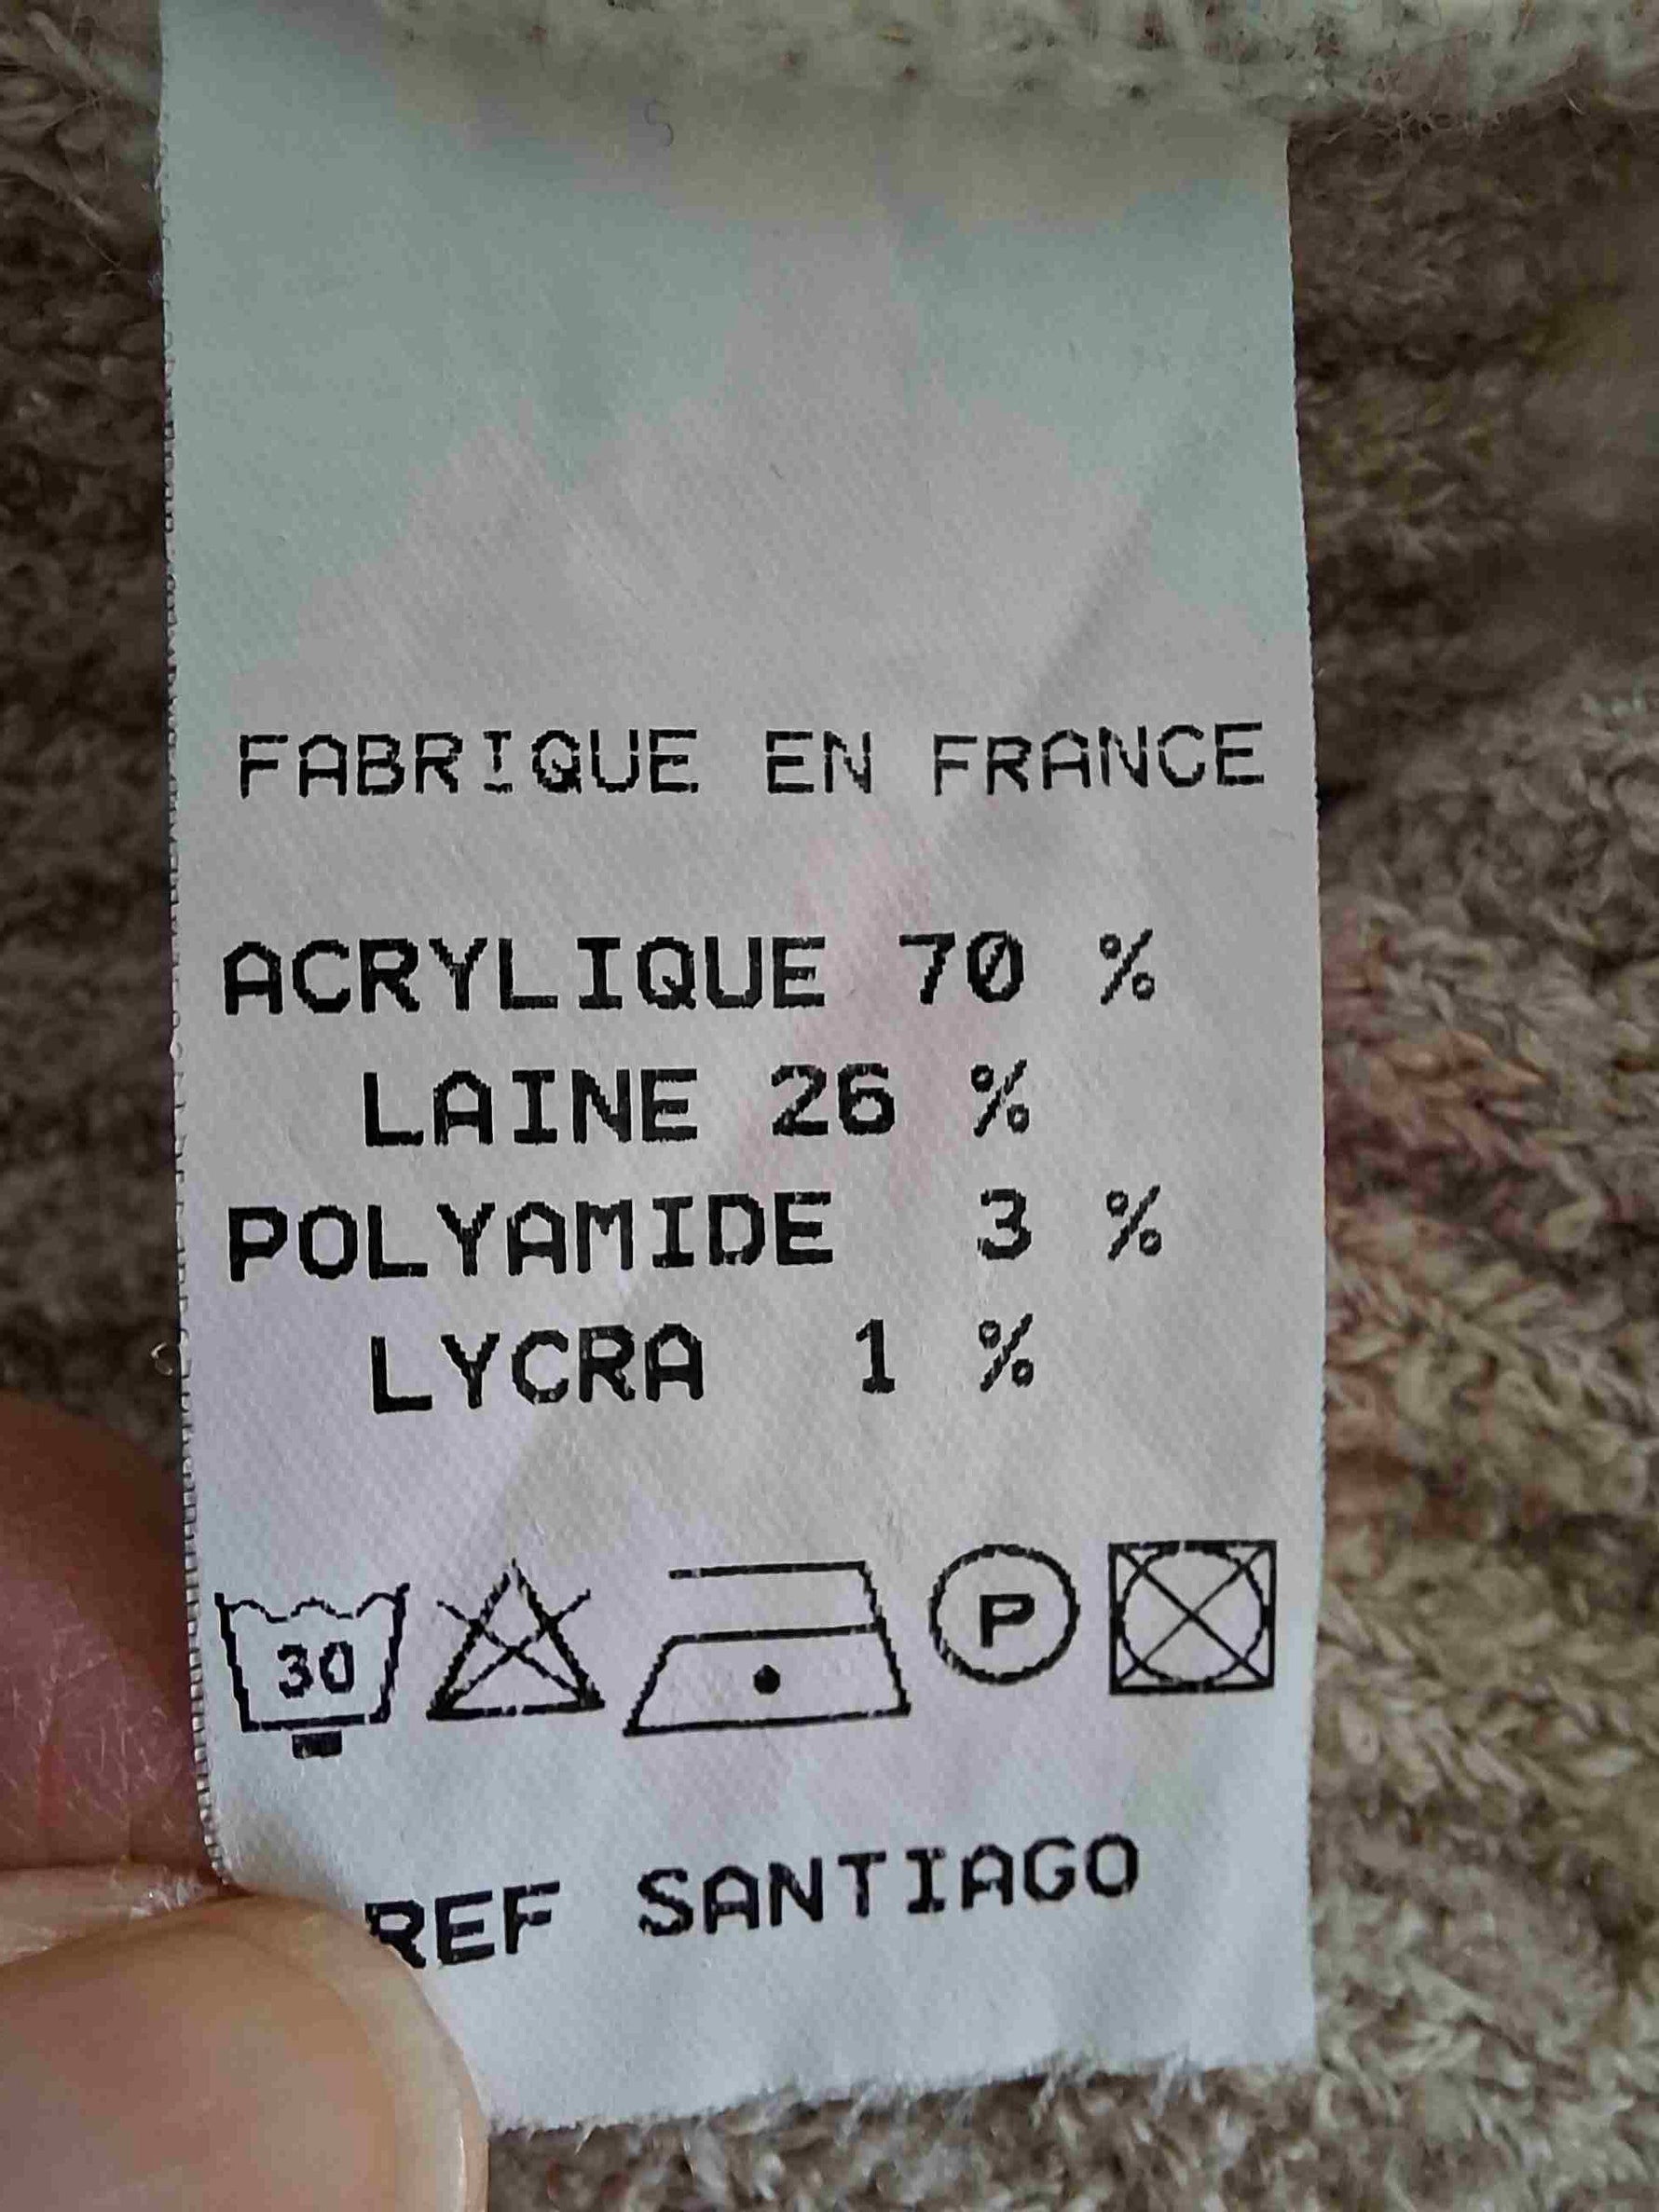 FABRIQUE EN FRANCE
ACRYLIQUE 70 %
LAINE 26 %
POLYAMIDE 3 %
LYCRA 1 %
30 P
REF SANTIAGO